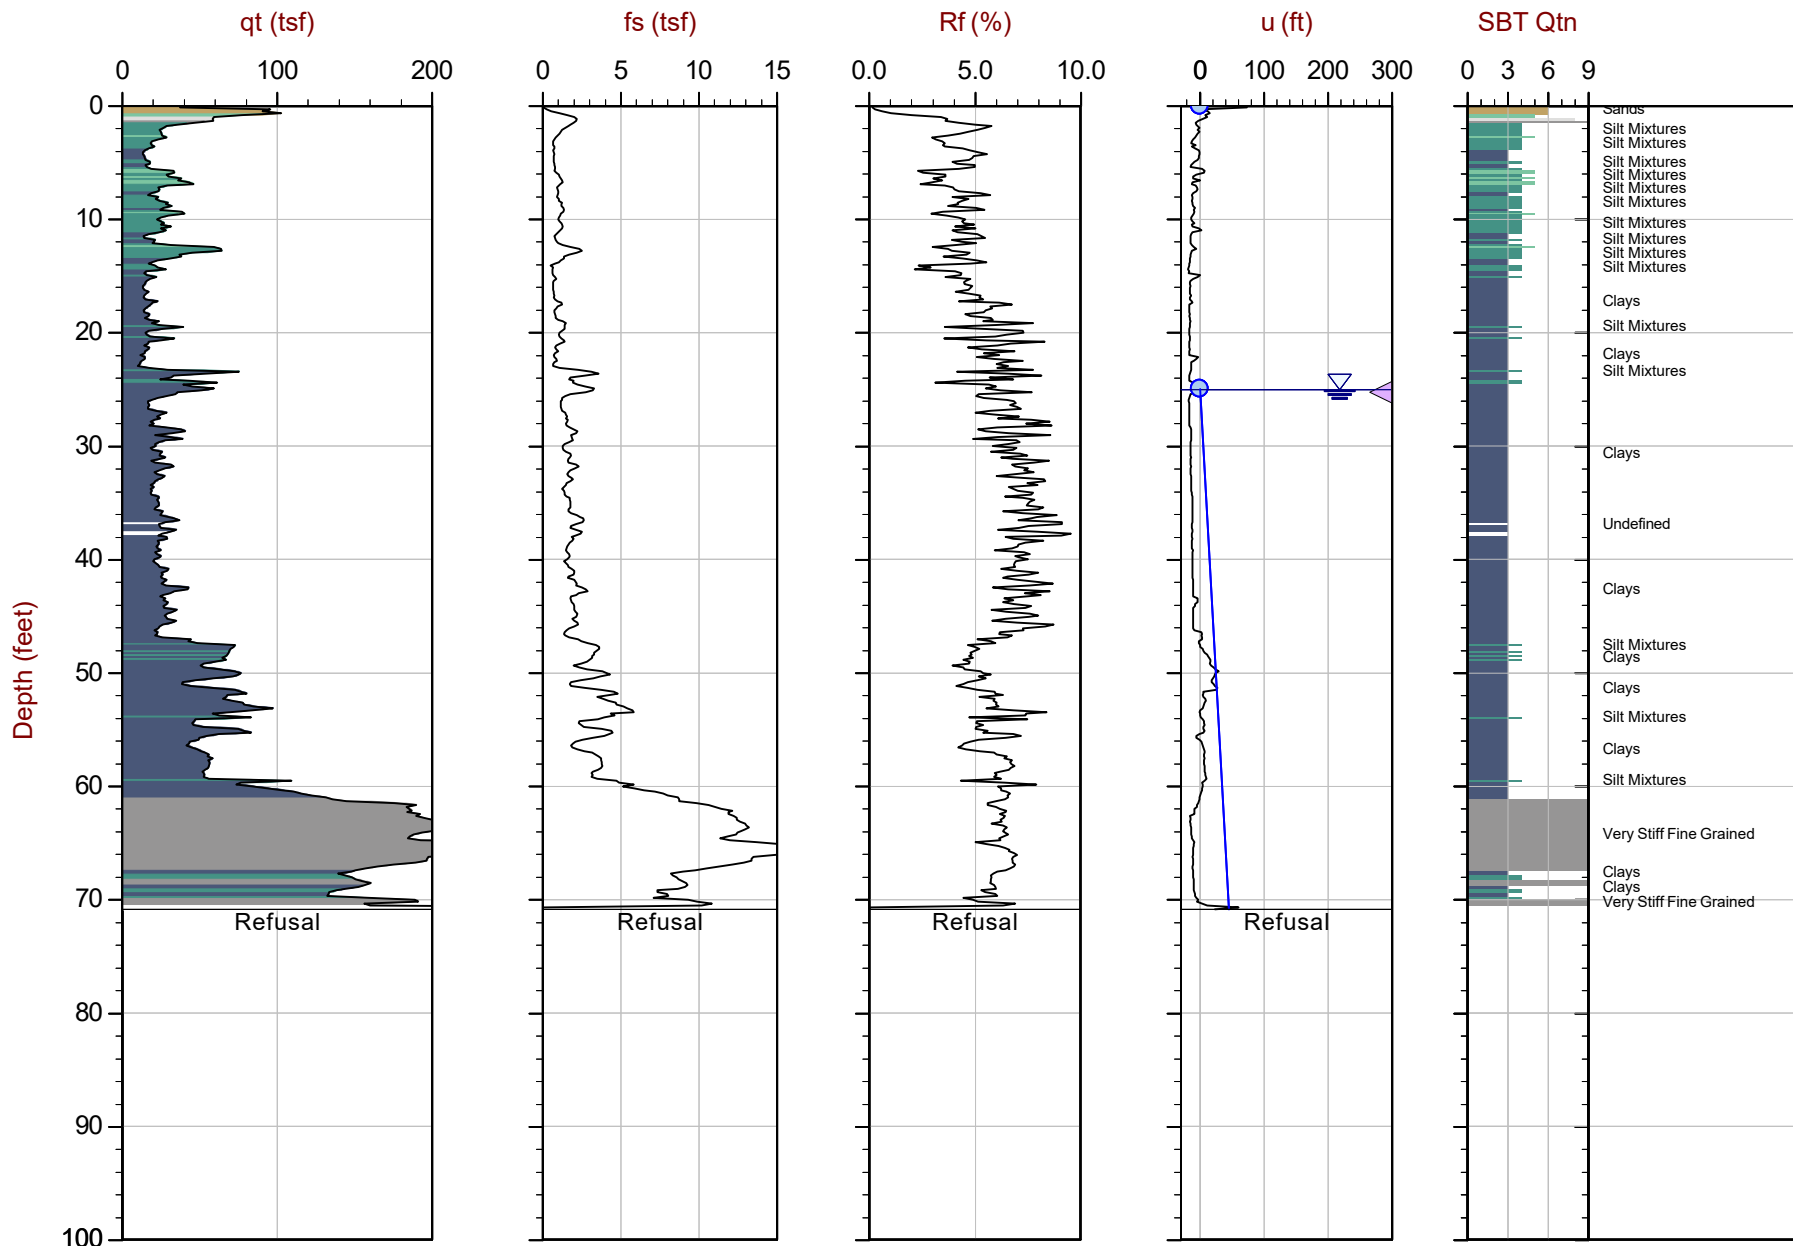 qt (tsf) fs (tsf) Rf (%) u (ft) SBT Qtn
0 100 200 0 5 10 15 0.0 5.0 10.0 0 100 200 300 0 3 6 9
0
Sands
Silt Mixtures
Silt Mixtures
Silt Mixtures
Silt Mixtures
Silt Mixtures
Silt Mixtures
10
Silt Mixtures
Silt Mixtures
Silt Mixtures
Silt Mixtures
Clays
20
Silt Mixtures
Clays
Silt Mixtures
30
Clays
Undefined
40
Clays
Silt Mixtures
Clays
50
Clays
Silt Mixtures
Clays
60
Silt Mixtures
Very Stiff Fine Grained
Clays
Clays
70
Very Stiff Fine Grained
Refusal Refusal Refusal Refusal
80
90
100
Depth (feet)